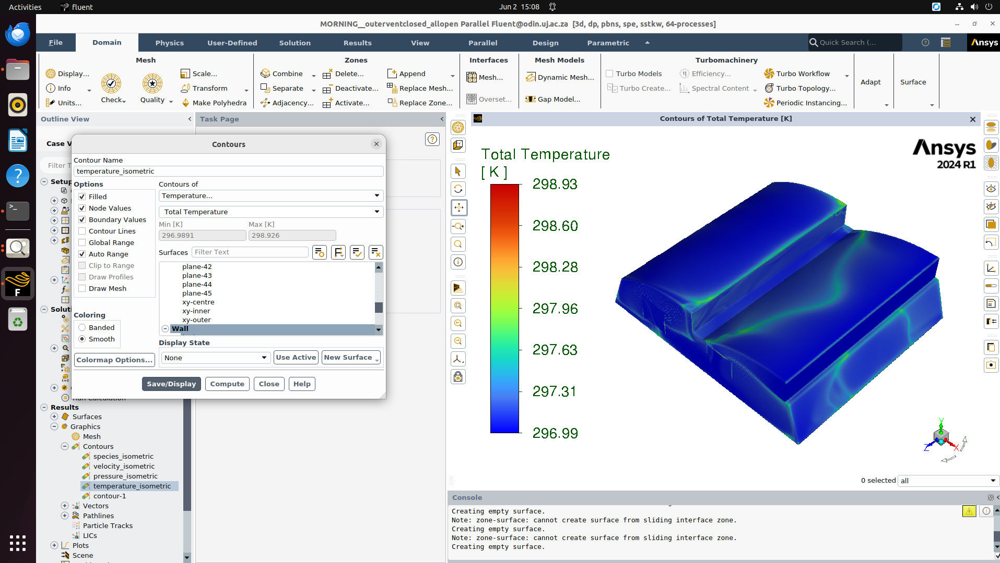 Activities
fluent
Jun 2 15:08
MORNING__outerventclosed_allopen Parallel Fluent@odin.uj.ac.za [3d, dp, pbns, spe, sstkw, 64-processes]
File
Domain
Physics
User-Defined
Solution
Results
View
Parallel
Design
Parametric
Quick Search (...
Ansys
Mesh
Display...
Info
Units...
Check
Quality
Scale...
Transform
Make Polyhedra
Zones
Combine
Separate
Adjacency...
Delete...
Deactivate...
Activate...
Append
Replace Mesh...
Replace Zone...
Interfaces
Mesh...
Overset...
Mesh Models
Dynamic Mesh...
Gap Model...
Turbomachinery
Turbo Models
Turbo Create...
Efficiency...
Spectral Content
Turbo Workflow
Turbo Topology...
Periodic Instancing...
Adapt
Surface
Outline View
Task Page
Case V
Filter T
Setup
Solutio
Run Calculation
Results
Surfaces
Graphics
Mesh
Contours
species_isometric
velocity_isometric
pressure_isometric
temperature_isometric
contour-1
Vectors
Pathlines
Particle Tracks
LICs
Plots
Scene
Contours
Contour Name
temperature_isometric
Options
Filled
Node Values
Boundary Values
Contour Lines
Global Range
Auto Range
Clip to Range
Draw Profiles
Draw Mesh
Coloring
Banded
Smooth
Colormap Options...
Contours of
Temperature...
Total Temperature
Min [K]
Max [K]
296.9891
298.926
Surfaces
Filter Text
plane-42
plane-43
plane-44
plane-45
xy-centre
xy-inner
xy-outer
Wall
Display State
None
Use Active
New Surface
Save/Display
Compute
Close
Help
Contours of Total Temperature [K]
Total Temperature
[ K ]
298.93
298.60
298.28
297.96
297.63
297.31
296.99
Ansys
2024 R1
Y
Z
X
0 selected
all
Console
Creating empty surface.
Note: zone-surface: cannot create surface from sliding interface zone.
Creating empty surface.
Note: zone-surface: cannot create surface from sliding interface zone.
Creating empty surface.